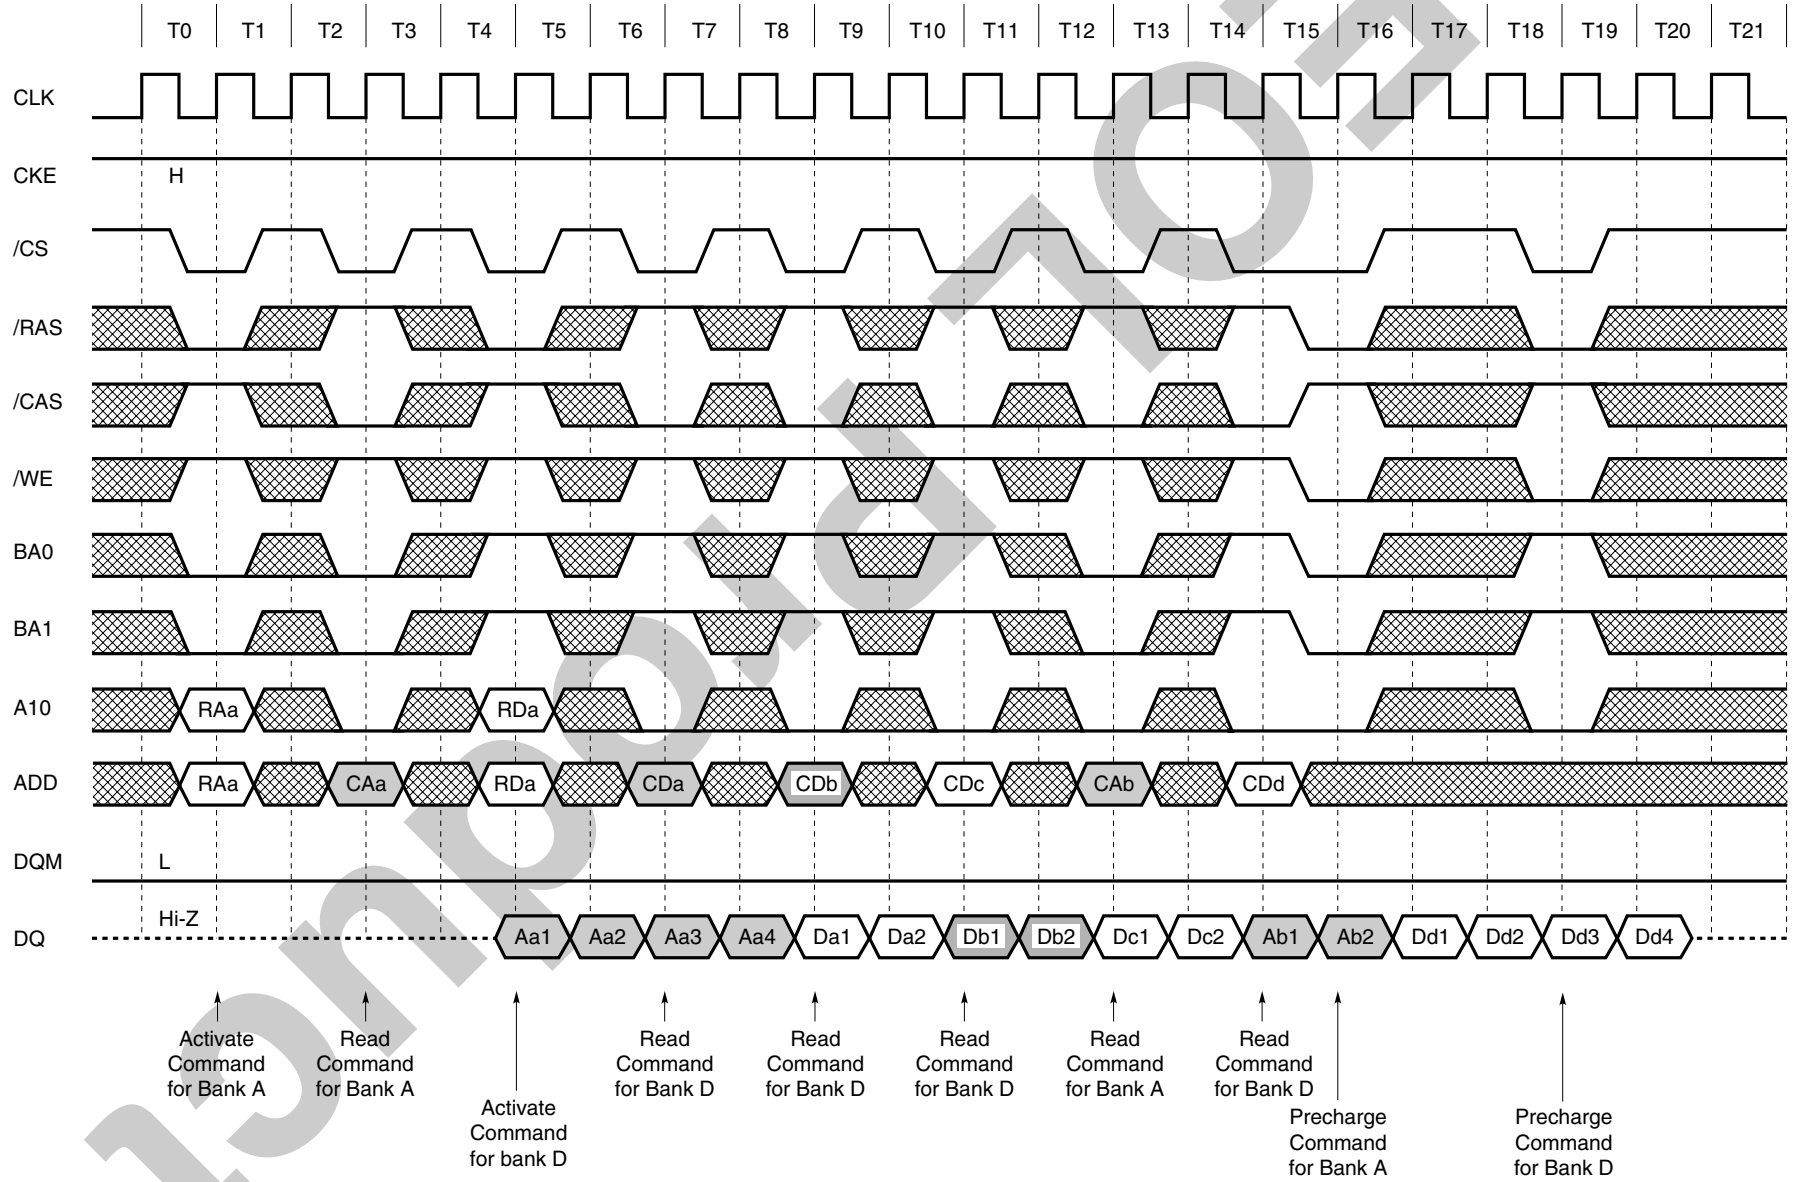 T0 T1 T2 T3 T4 T5 T6 T7 T8 T9 T10 T11 T12 T13 T14 T15 T16 T17 T18 T19 T20 T21
CLK
CKE H
/CS
/RAS
/CAS
/WE
BA0
BA1
A10 RAa RDa
ADD RAa CAa RDa CDa CDb CDc CAb CDd
DQM L
Hi-Z
DQ Aa1 Aa2 Aa3 Aa4 Da1 Da2 Db1 Db2 Dc1 Dc2 Ab1 Ab2 Dd1 Dd2 Dd3 Dd4
Activate
Command
for Bank A
Read
Command
for Bank A
Activate
Command
for bank D
Read
Command
for Bank D
Read
Command
for Bank D
Read
Command
for Bank D
Read
Command
for Bank A
Read
Command
for Bank D
Precharge
Command
for Bank A
Precharge
Command
for Bank D
EOL Product